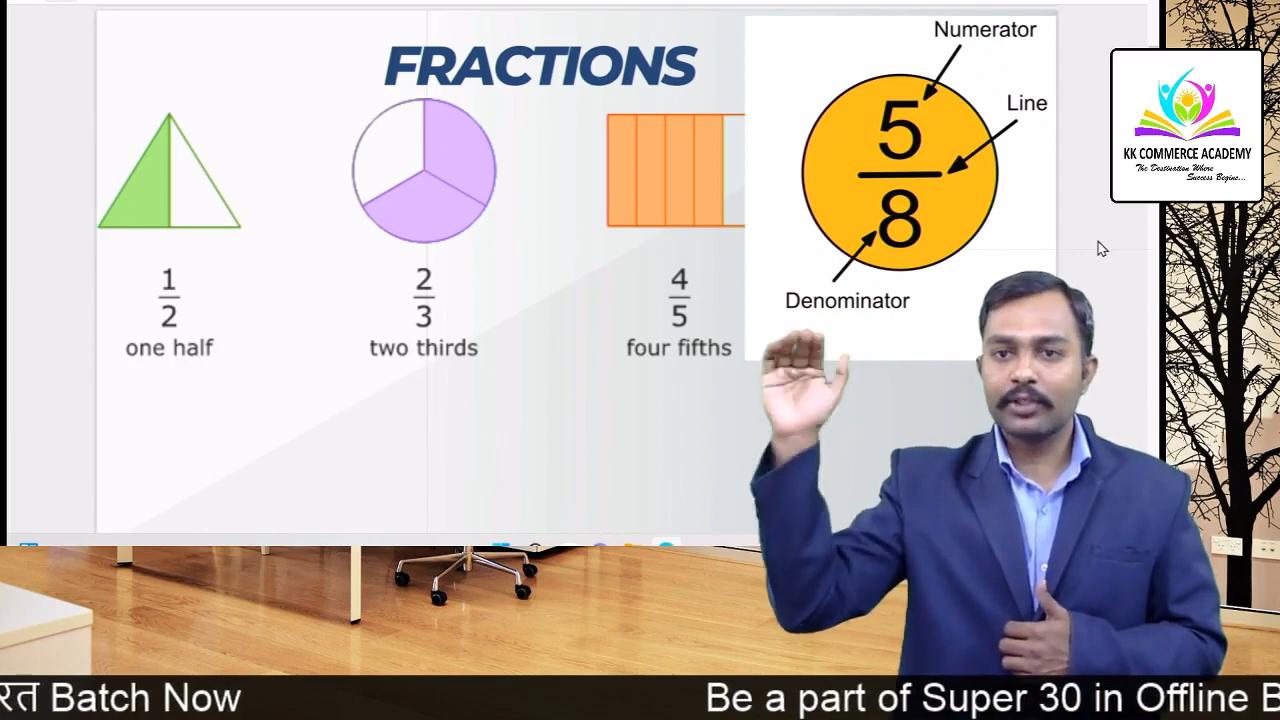 FRACTIONS
Numerator
Line
5
8
Denominator
1
2
one half
2
3
two thirds
4
5
four fifths
KK COMMERCE ACADEMY
The Destination Where
Success Begins...
रत Batch Now
Be a part of Super 30 in Offline B